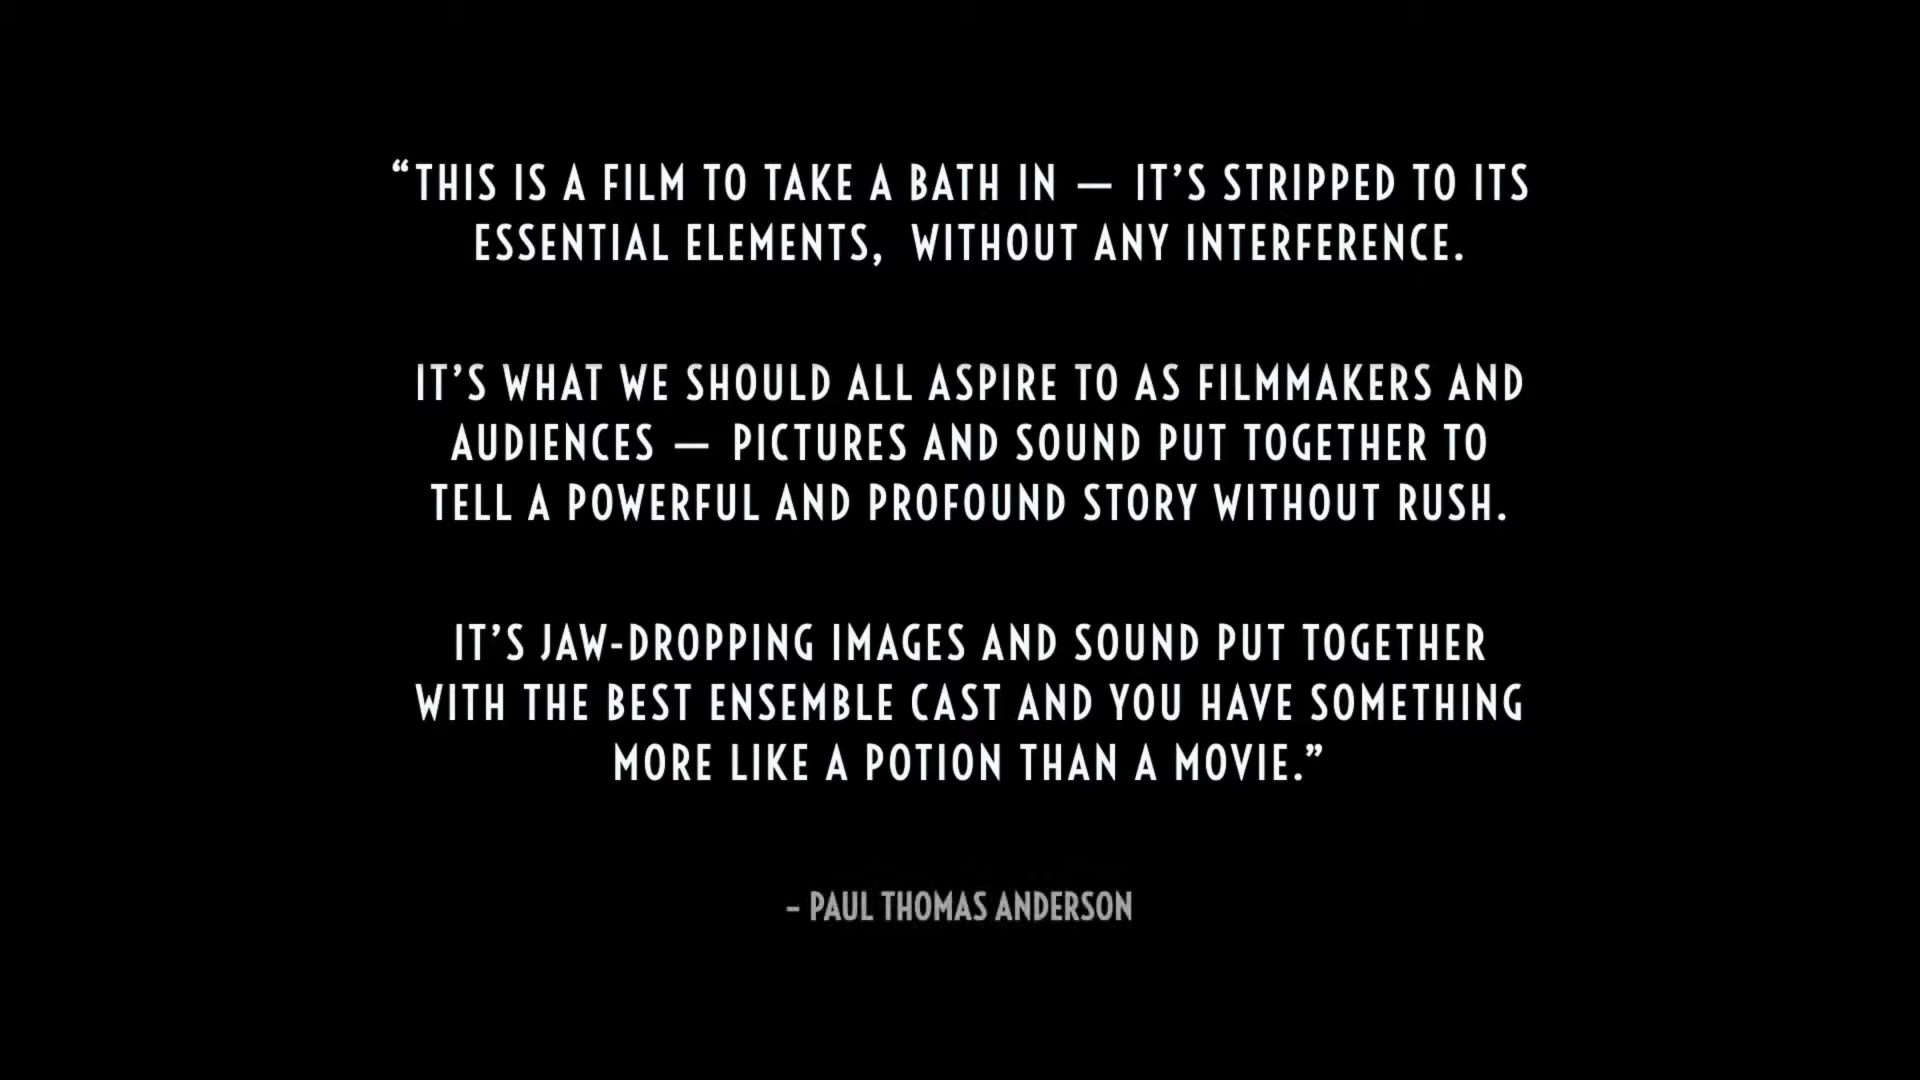 “THIS IS A FILM TO TAKE A BATH IN — IT’S STRIPPED TO ITS
ESSENTIAL ELEMENTS, WITHOUT ANY INTERFERENCE.
IT’S WHAT WE SHOULD ALL ASPIRE TO AS FILMMAKERS AND
AUDIENCES — PICTURES AND SOUND PUT TOGETHER TO
TELL A POWERFUL AND PROFOUND STORY WITHOUT RUSH.
IT’S JAW-DROPPING IMAGES AND SOUND PUT TOGETHER
WITH THE BEST ENSEMBLE CAST AND YOU HAVE SOMETHING
MORE LIKE A POTION THAN A MOVIE.”
– PAUL THOMAS ANDERSON